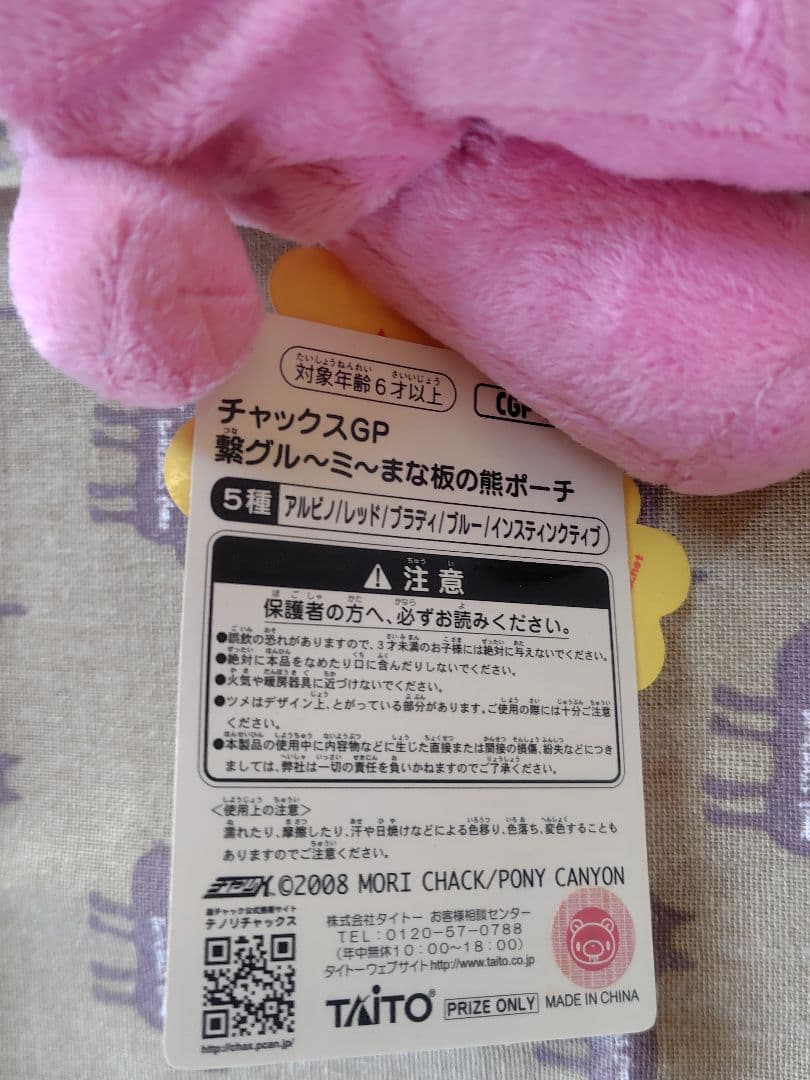 対象年齢6才以上
CGP
チャックスGP
繋グル〜ミ〜まな板の熊ポーチ
5種 アルビノ/レッド/ブラディ/ブルー/インスティンクティブ
注意
保護者の方へ、必ずお読みください。
●誤飲の恐れがありますので、3才未満のお子様には絶対に与えないでください。
●絶対に本品をなめたり口に含んだりしないでください。
●火気や暖房器具に近づけないでください。
●ツメはデザイン上、とがっている部分があります。ご使用の際には十分ご注意
ください。
●本製品の使用中に内容物などに生じた直接または間接の損傷、紛失などにつき
ましては、弊社は一切の責任を負いかねますのでご了承ください。
<使用上の注意>
濡れたり、摩擦したり、汗や日焼けなどによる色移り、色落ち、変色することも
ありますのでご注意ください。
©2008 MORI CHACK/PONY CANYON
テノリチャックス
株式会社タイトー お客様相談センター
TEL:0120-57-0788
(年中無休10:00〜18:00)
タイトーウェブサイトhttp://www.taito.co.jp
TAITO® PRIZE ONLY MADE IN CHINA
http://chax.pcan.jp/